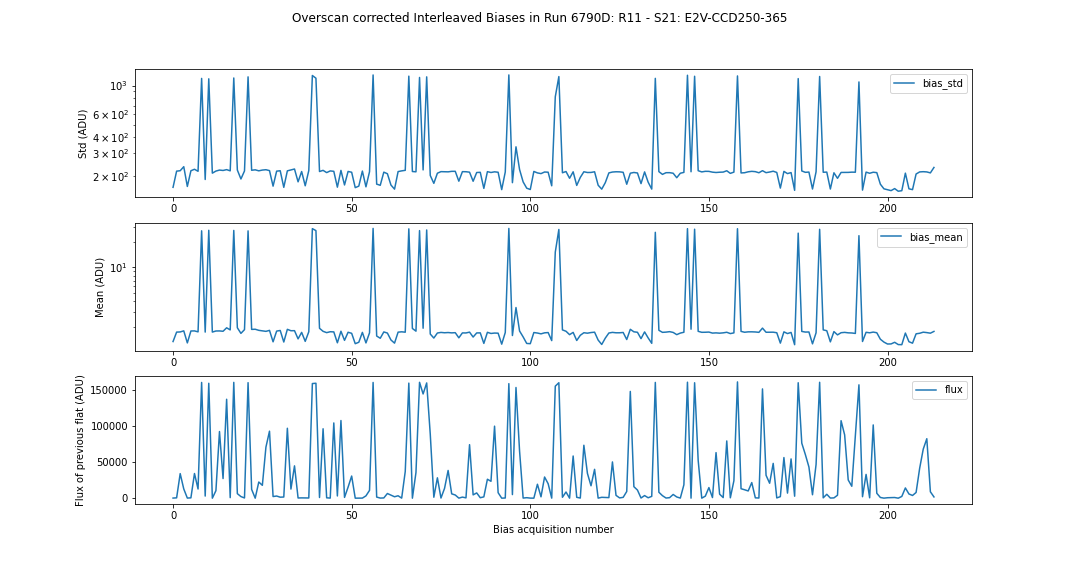 Overscan corrected Interleaved Biases in Run 6790D: R11 - S21: E2V-CCD250-365
bias_std
Std (ADU)
10³
6 × 10²
4 × 10²
3 × 10²
2 × 10²
0 50 100 150 200
bias_mean
Mean (ADU)
10¹
0 50 100 150 200
flux
Flux of previous flat (ADU)
150000
100000
50000
0
0 50 100 150 200
Bias acquisition number